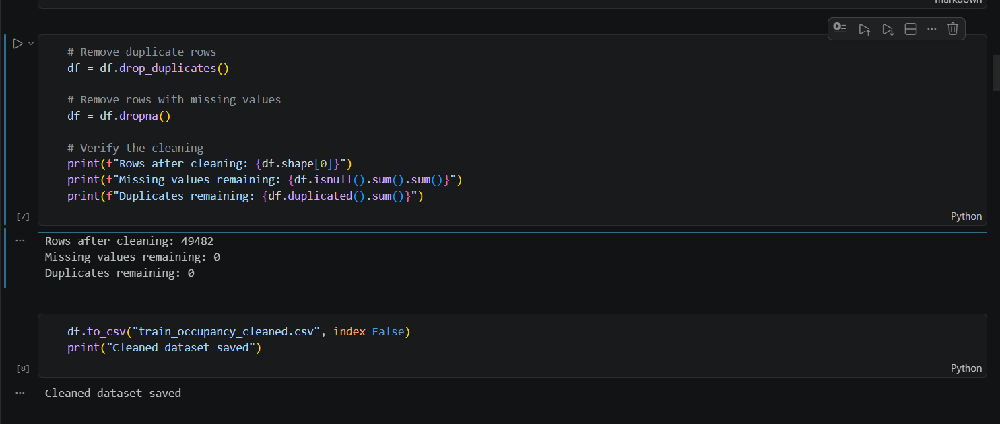 markdown
# Remove duplicate rows
df = df.drop_duplicates()
# Remove rows with missing values
df = df.dropna()
# Verify the cleaning
print(f"Rows after cleaning: {df.shape[0]}")
print(f"Missing values remaining: {df.isnull().sum().sum()}")
print(f"Duplicates remaining: {df.duplicated().sum()}")
[7]
Python
Rows after cleaning: 49482
Missing values remaining: 0
Duplicates remaining: 0
df.to_csv("train_occupancy_cleaned.csv", index=False)
print("Cleaned dataset saved")
[8]
Python
Cleaned dataset saved